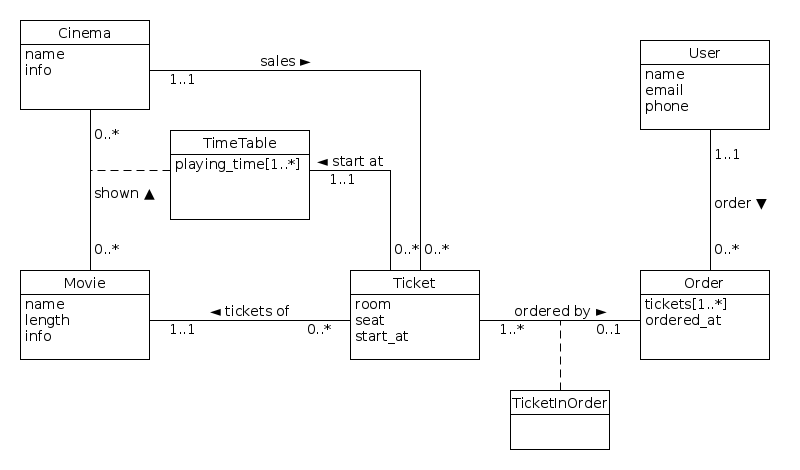 Cinema
name
info
sales ►
1..1
User
name
email
phone
0..*
TimeTable
playing_time[1..*]
◄ start at
1..1
1..1
shown ▲
order ▼
0..*
0..* 0..*
0..*
Movie
name
length
info
◄ tickets of
1..1
0..*
Ticket
room
seat
start_at
ordered by ►
1..*
0..1
Order
tickets[1..*]
ordered_at
TicketInOrder